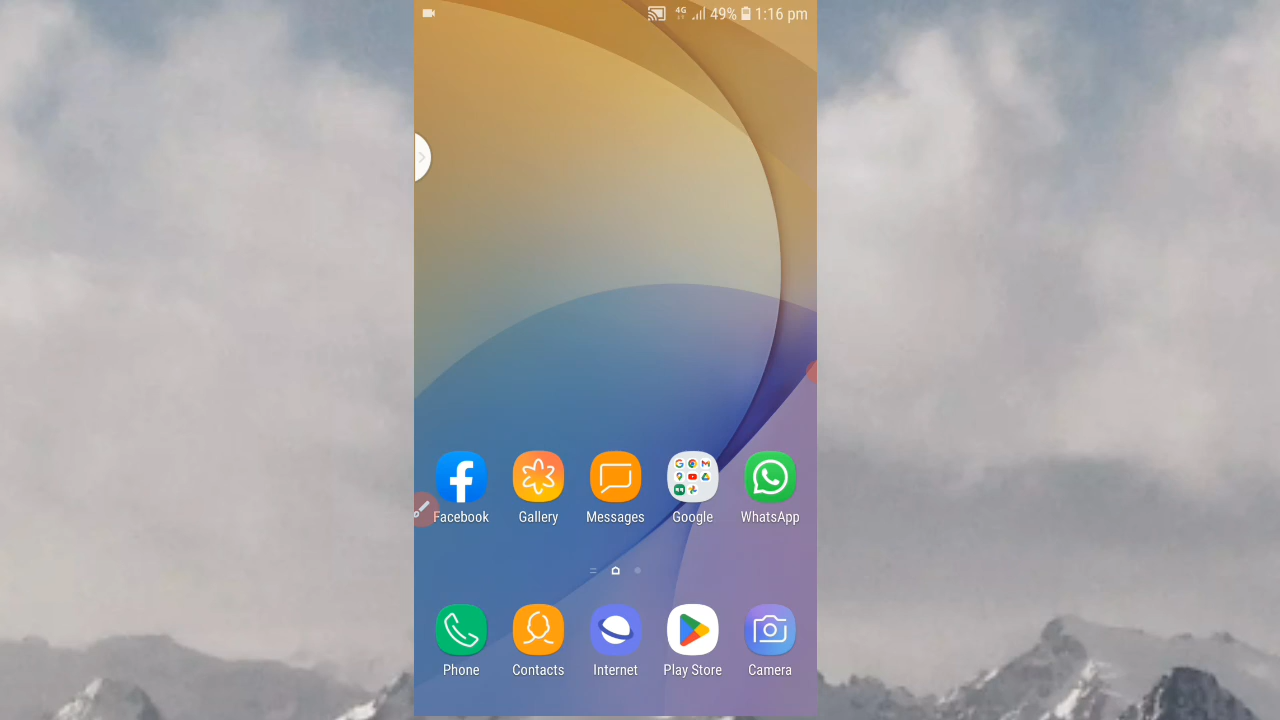 4G 49% 1:16 pm
Facebook Gallery Messages Google WhatsApp
Phone Contacts Internet Play Store Camera